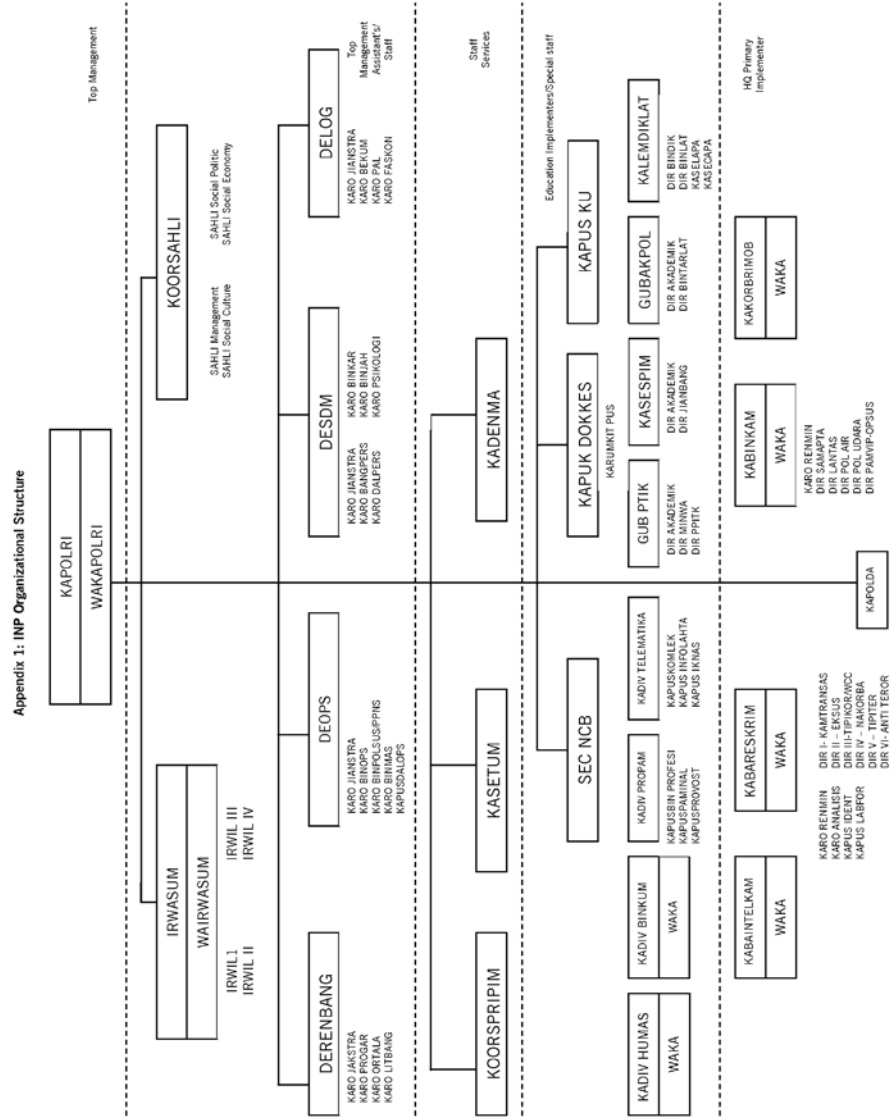 Appendix 1: INP Organizational Structure
KAPOLRI
WAKAPOLRI
Top Management
IRWASUM
WAIRWASUM
IRWIL1
IRWIL II
IRWIL III
IRWIL IV
KOORSAHLI
SAHLI Management
SAHLI Social Culture
SAHLI Social Politic
SAHLI Social Economy
DERENBANG
KARO JAKSTRA
KARO PROGAR
KARO ORTALA
KARO LITBANG
DEOPS
KARO JIANSTRA
KARO BINOPS
KARO BINPOLSUS/PPNS
KARO BINMAS
KAPUSDALOPS
DESDM
KARO JIANSTRA
KARO BANGPERS
KARO DALPERS
KARO BINKAR
KARO BINJAH
KARO PSIKOLOGI
DELOG
KARO JIANSTRA
KARO BEKUM
KARO PAL
KARO FASKON
Top
Management
Assistant's/
Staff
KOORSPRIPIM
KASETUM
KADENMA
Staff
Services
SEC NCB
KAPUK DOKKES
KARUMKIT PUS
KAPUS KU
Education Implementers/Special staff
KADIV HUMAS
WAKA
KADIV BINKUM
WAKA
KADIV PROPAM
KAPUSBIN PROFESI
KAPUSPAMINAL
KAPUSPROVOST
KADIV TELEMATIKA
KAPUSKOMLEK
KAPUS INFOLAHTA
KAPUS IKNAS
GUB PTIK
DIR AKADEMIK
DIR MINWA
DIR PPITK
KASESPIM
DIR AKADEMIK
DIR JIANBANG
GUBAKPOL
DIR AKADEMIK
DIR BINTARLAT
KALEMDIKLAT
DIR BINDIK
DIR BINLAT
KASELAPA
KASECAPA
KABAINTELKAM
WAKA
KABARESKRIM
WAKA
KARO RENMIN
KARO ANALISIS
KAPUS IDENT
KAPUS LABFOR
DIR I- KAMTRANSAS
DIR II – EKSUS
DIR III-TIPIKOR/WCC
DIR IV – NAKORBA
DIR V – TIPITER
DIR VI- ANTI TEROR
KAPOLDA
KABINKAM
WAKA
KARO RENMIN
DIR SAMAPTA
DIR LANTAS
DIR POL AIR
DIR POL UDARA
DIR PAMVIP-OPSUS
KAKORBRIMOB
WAKA
HQ Primary
Implementer